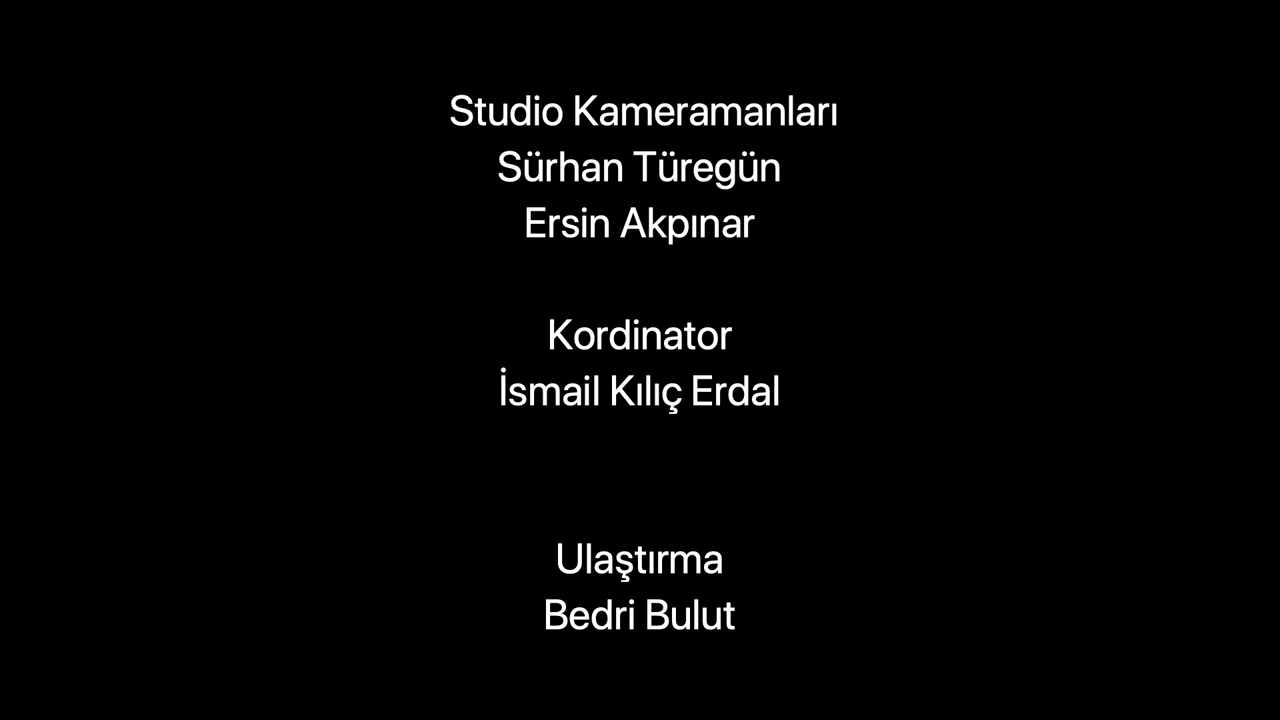 Studio Kameramanları
Sürhan Türegün
Ersin Akpınar
Kordinator
İsmail Kılıç Erdal
Ulaştırma
Bedri Bulut